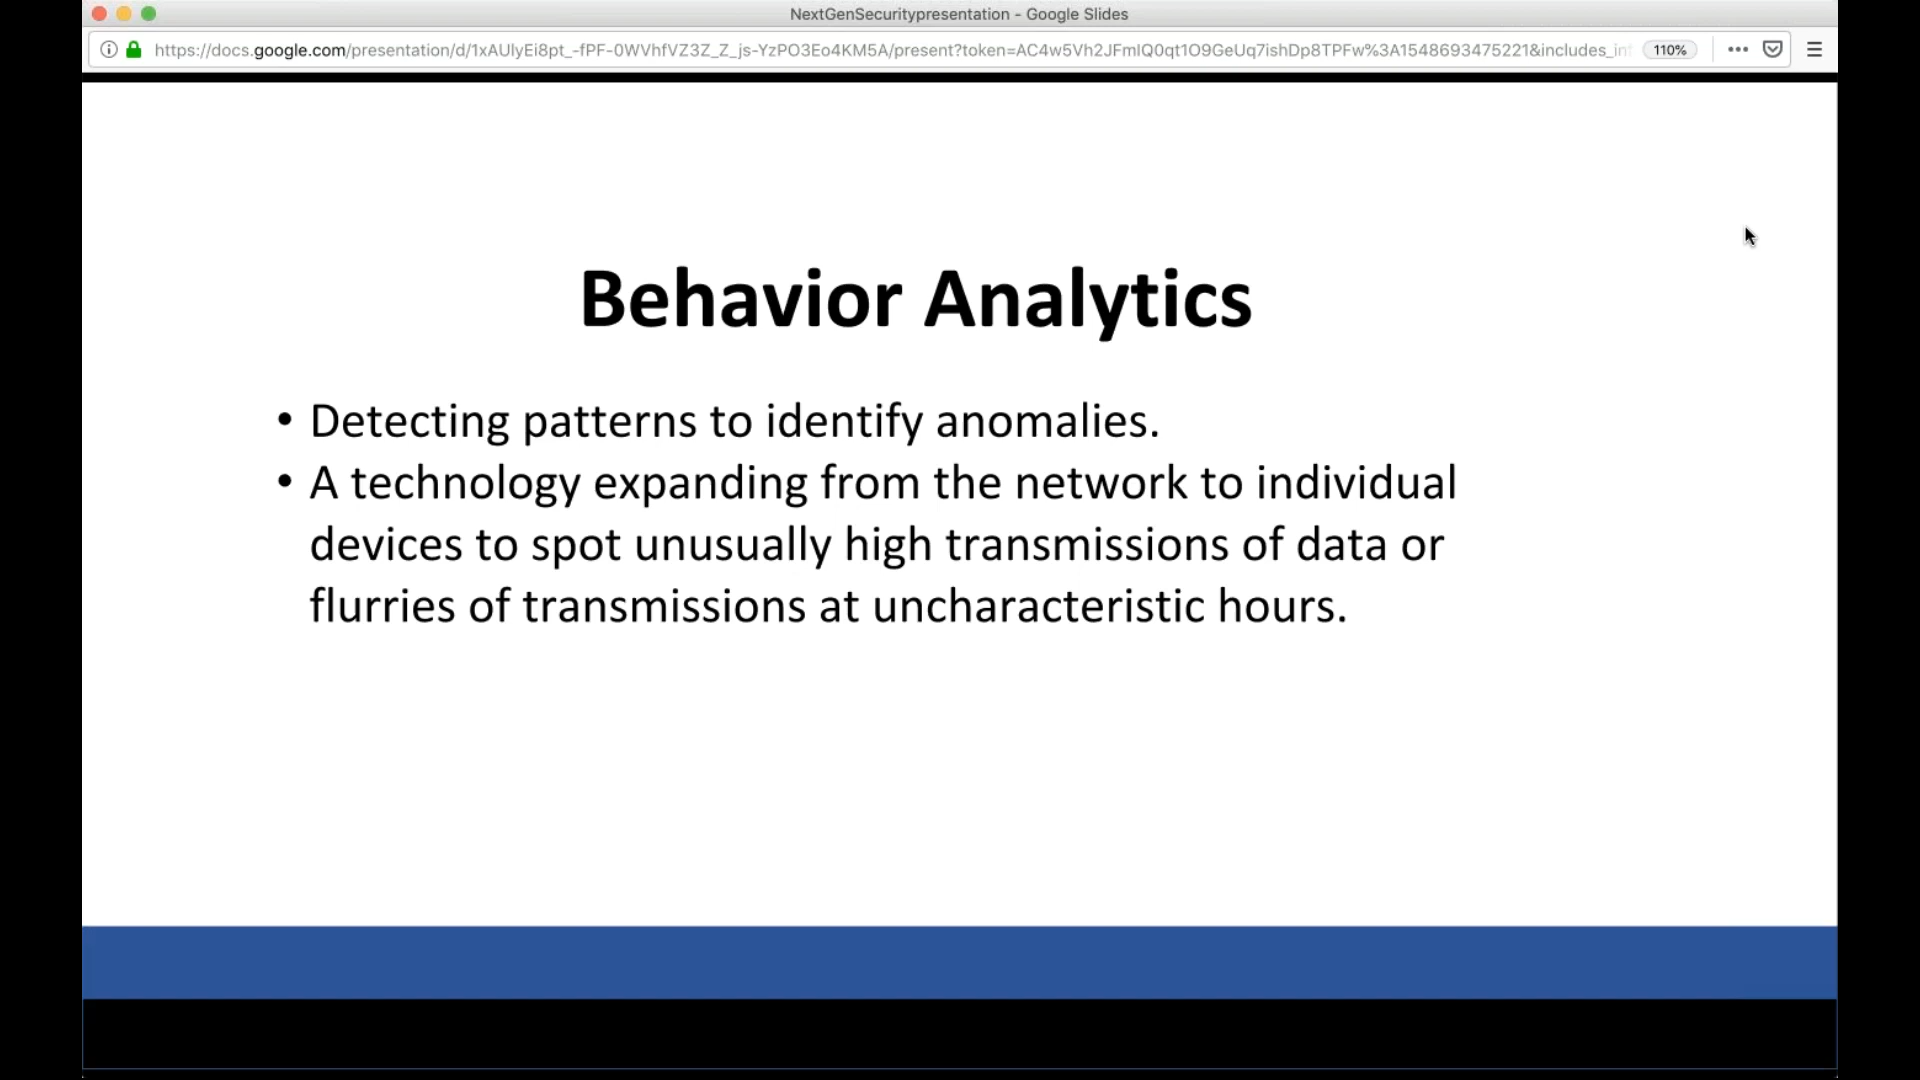 NextGenSecuritypresentation - Google Slides
https://docs.google.com/presentation/d/1xAUlyEi8pt_-fPF-0WVhfVZ3Z_Z_js-YzPO3Eo4KM5A/present?token=AC4w5Vh2JFmIQ0qt1O9GeUq7ishDp8TPFw%3A1548693475221&includes_in 110%
Behavior Analytics
• Detecting patterns to identify anomalies.
• A technology expanding from the network to individual
devices to spot unusually high transmissions of data or
flurries of transmissions at uncharacteristic hours.